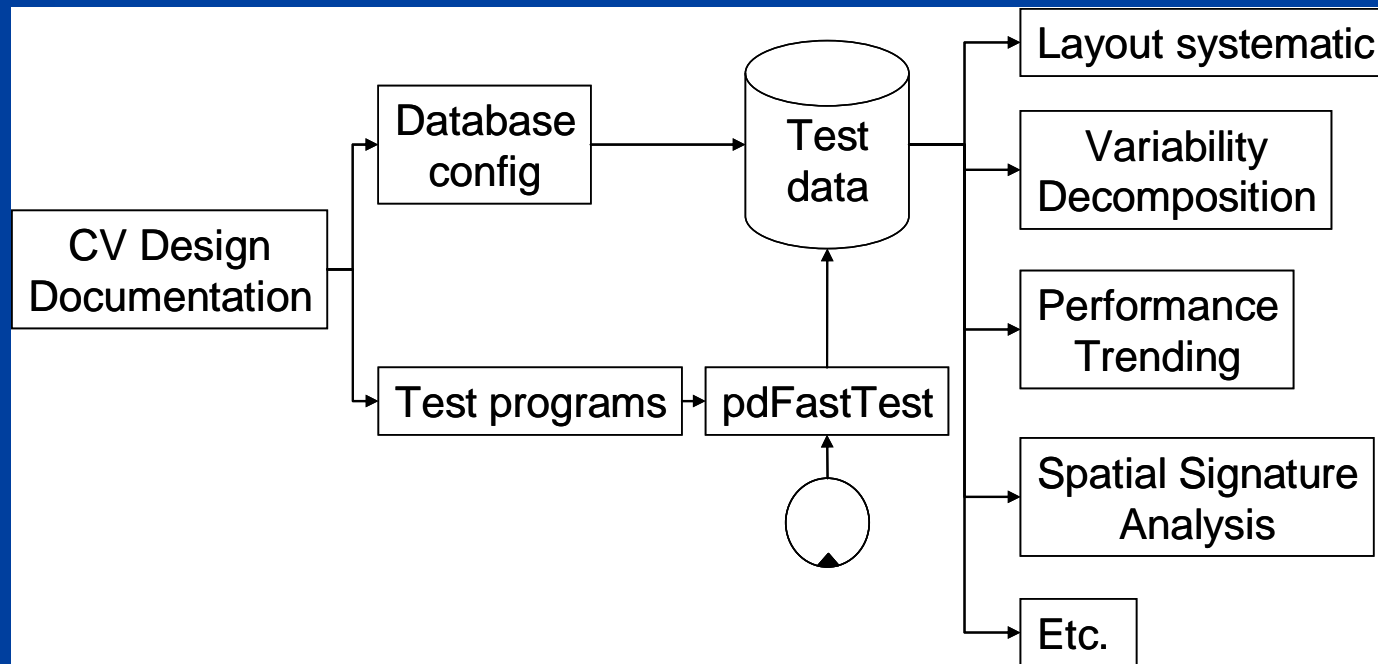 CV Design
Documentation
Database
config
Test programs
pdFastTest
Test
data
Layout systematic
Variability
Decomposition
Performance
Trending
Spatial Signature
Analysis
Etc.